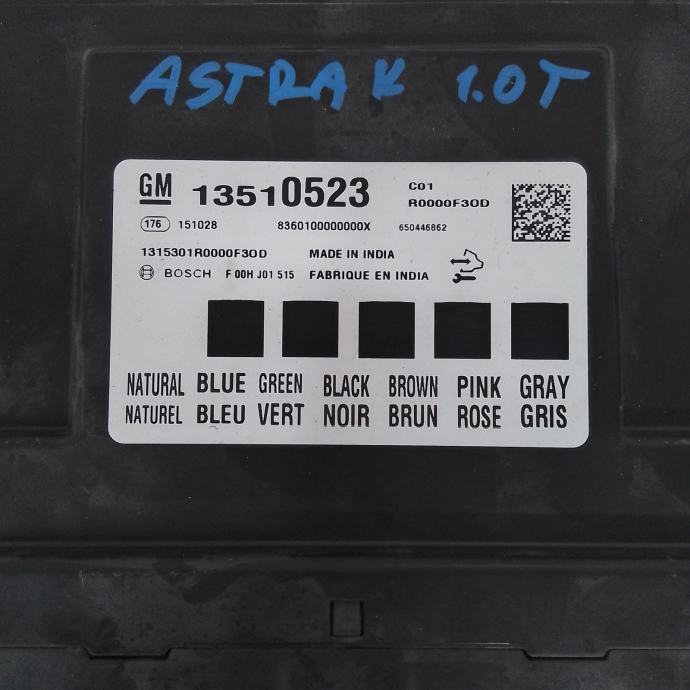 ASTRA K 1.0T
GM 13510523 C01
R0000F30D
176 151028 8360100000000X 650446862
1315301R0000F30D MADE IN INDIA
BOSCH F 00H J01 515 FABRIQUE EN INDIA
NATURAL BLUE GREEN BLACK BROWN PINK GRAY
NATUREL BLEU VERT NOIR BRUN ROSE GRIS